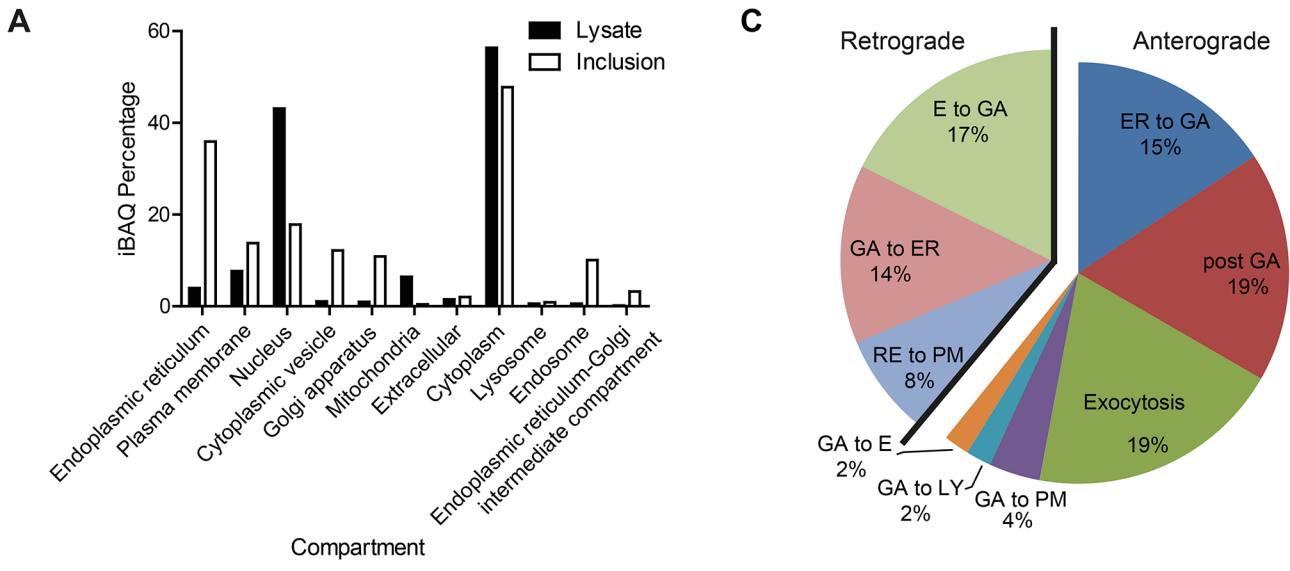 A
iBAQ Percentage
60
40
20
0
Lysate
Inclusion
Endoplasmic reticulum
Plasma membrane
Nucleus
Cytoplasmic vesicle
Golgi apparatus
Mitochondria
Extracellular
Cytoplasm
Lysosome
Endosome
Endoplasmic reticulum-Golgi
intermediate compartment
Compartment
C
Retrograde
Anterograde
E to GA
17%
GA to ER
14%
RE to PM
8%
ER to GA
15%
post GA
19%
Exocytosis
19%
GA to E
2%
GA to LY
2%
GA to PM
4%